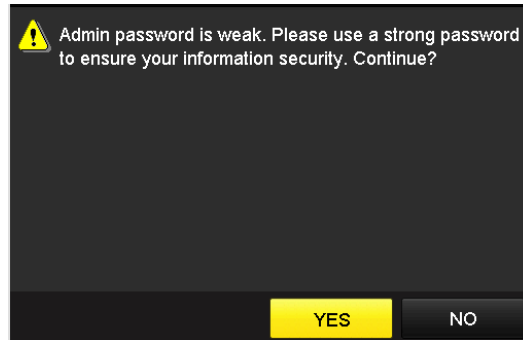 Admin password is weak. Please use a strong password
to ensure your information security. Continue?
YES
NO